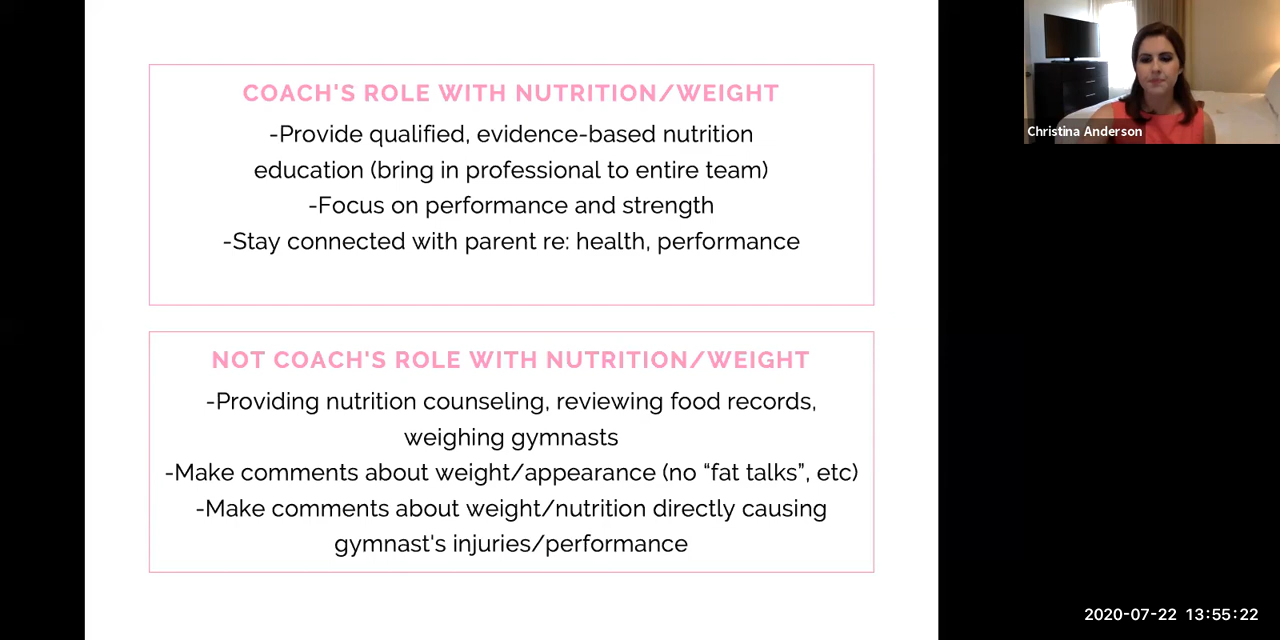 COACH'S ROLE WITH NUTRITION/WEIGHT
-Provide qualified, evidence-based nutrition
education (bring in professional to entire team)
-Focus on performance and strength
-Stay connected with parent re: health, performance
NOT COACH'S ROLE WITH NUTRITION/WEIGHT
-Providing nutrition counseling, reviewing food records,
weighing gymnasts
-Make comments about weight/appearance (no “fat talks”, etc)
-Make comments about weight/nutrition directly causing
gymnast's injuries/performance
Christina Anderson
2020-07-22 13:55:22